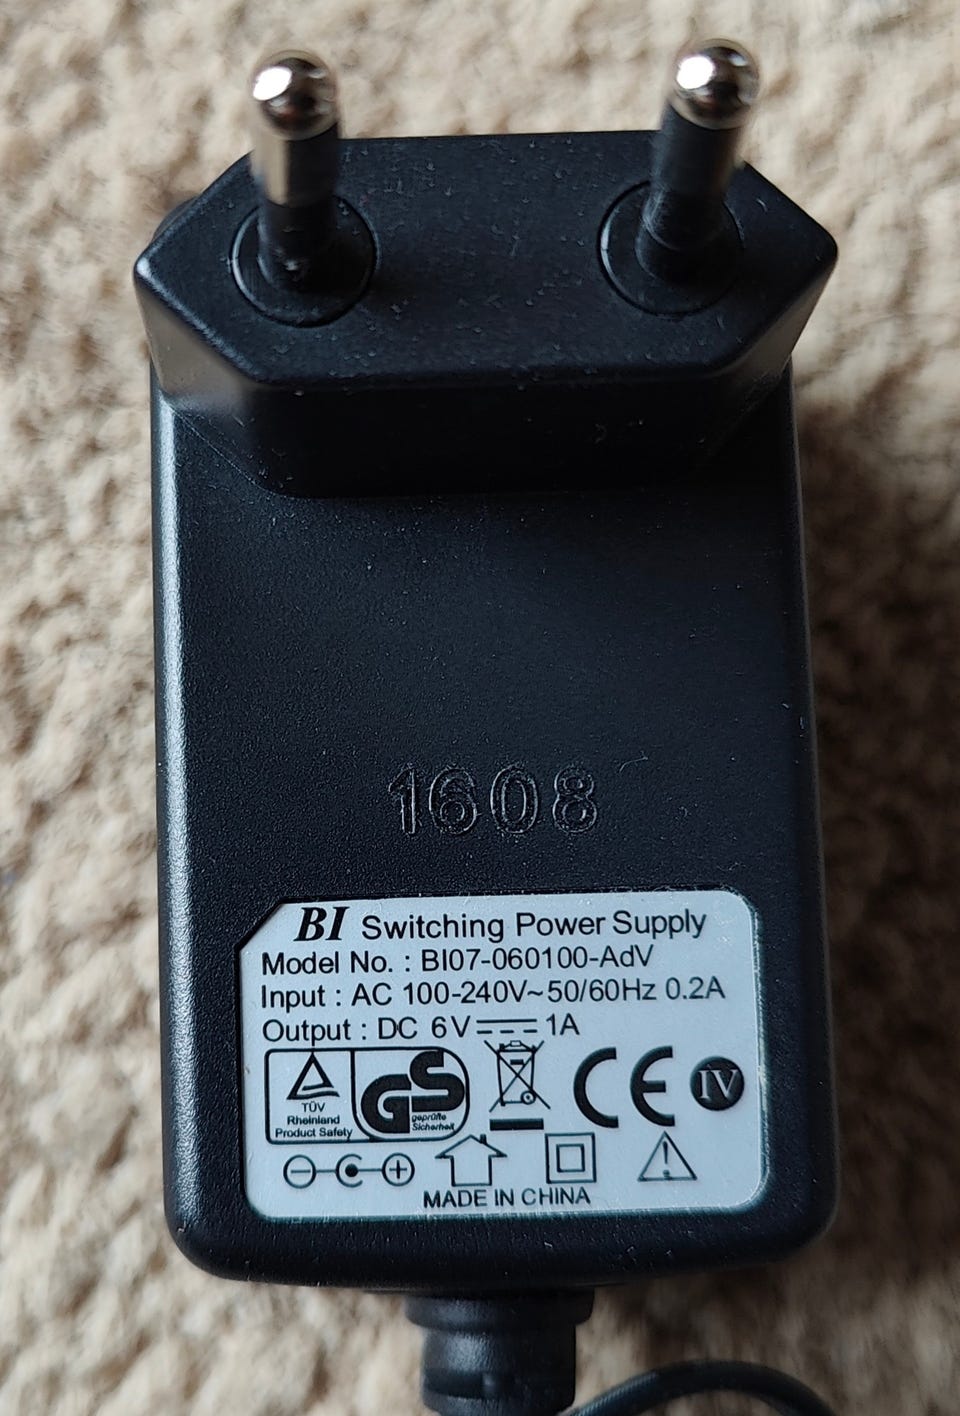 1608
BI Switching Power Supply
Model No. : BI07-060100-AdV
Input : AC 100-240V~50/60Hz 0.2A
Output : DC 6V⎓1A
TÜV
Rheinland
Product Safety
GS
geprüfte
Sicherheit
CE
IV
MADE IN CHINA